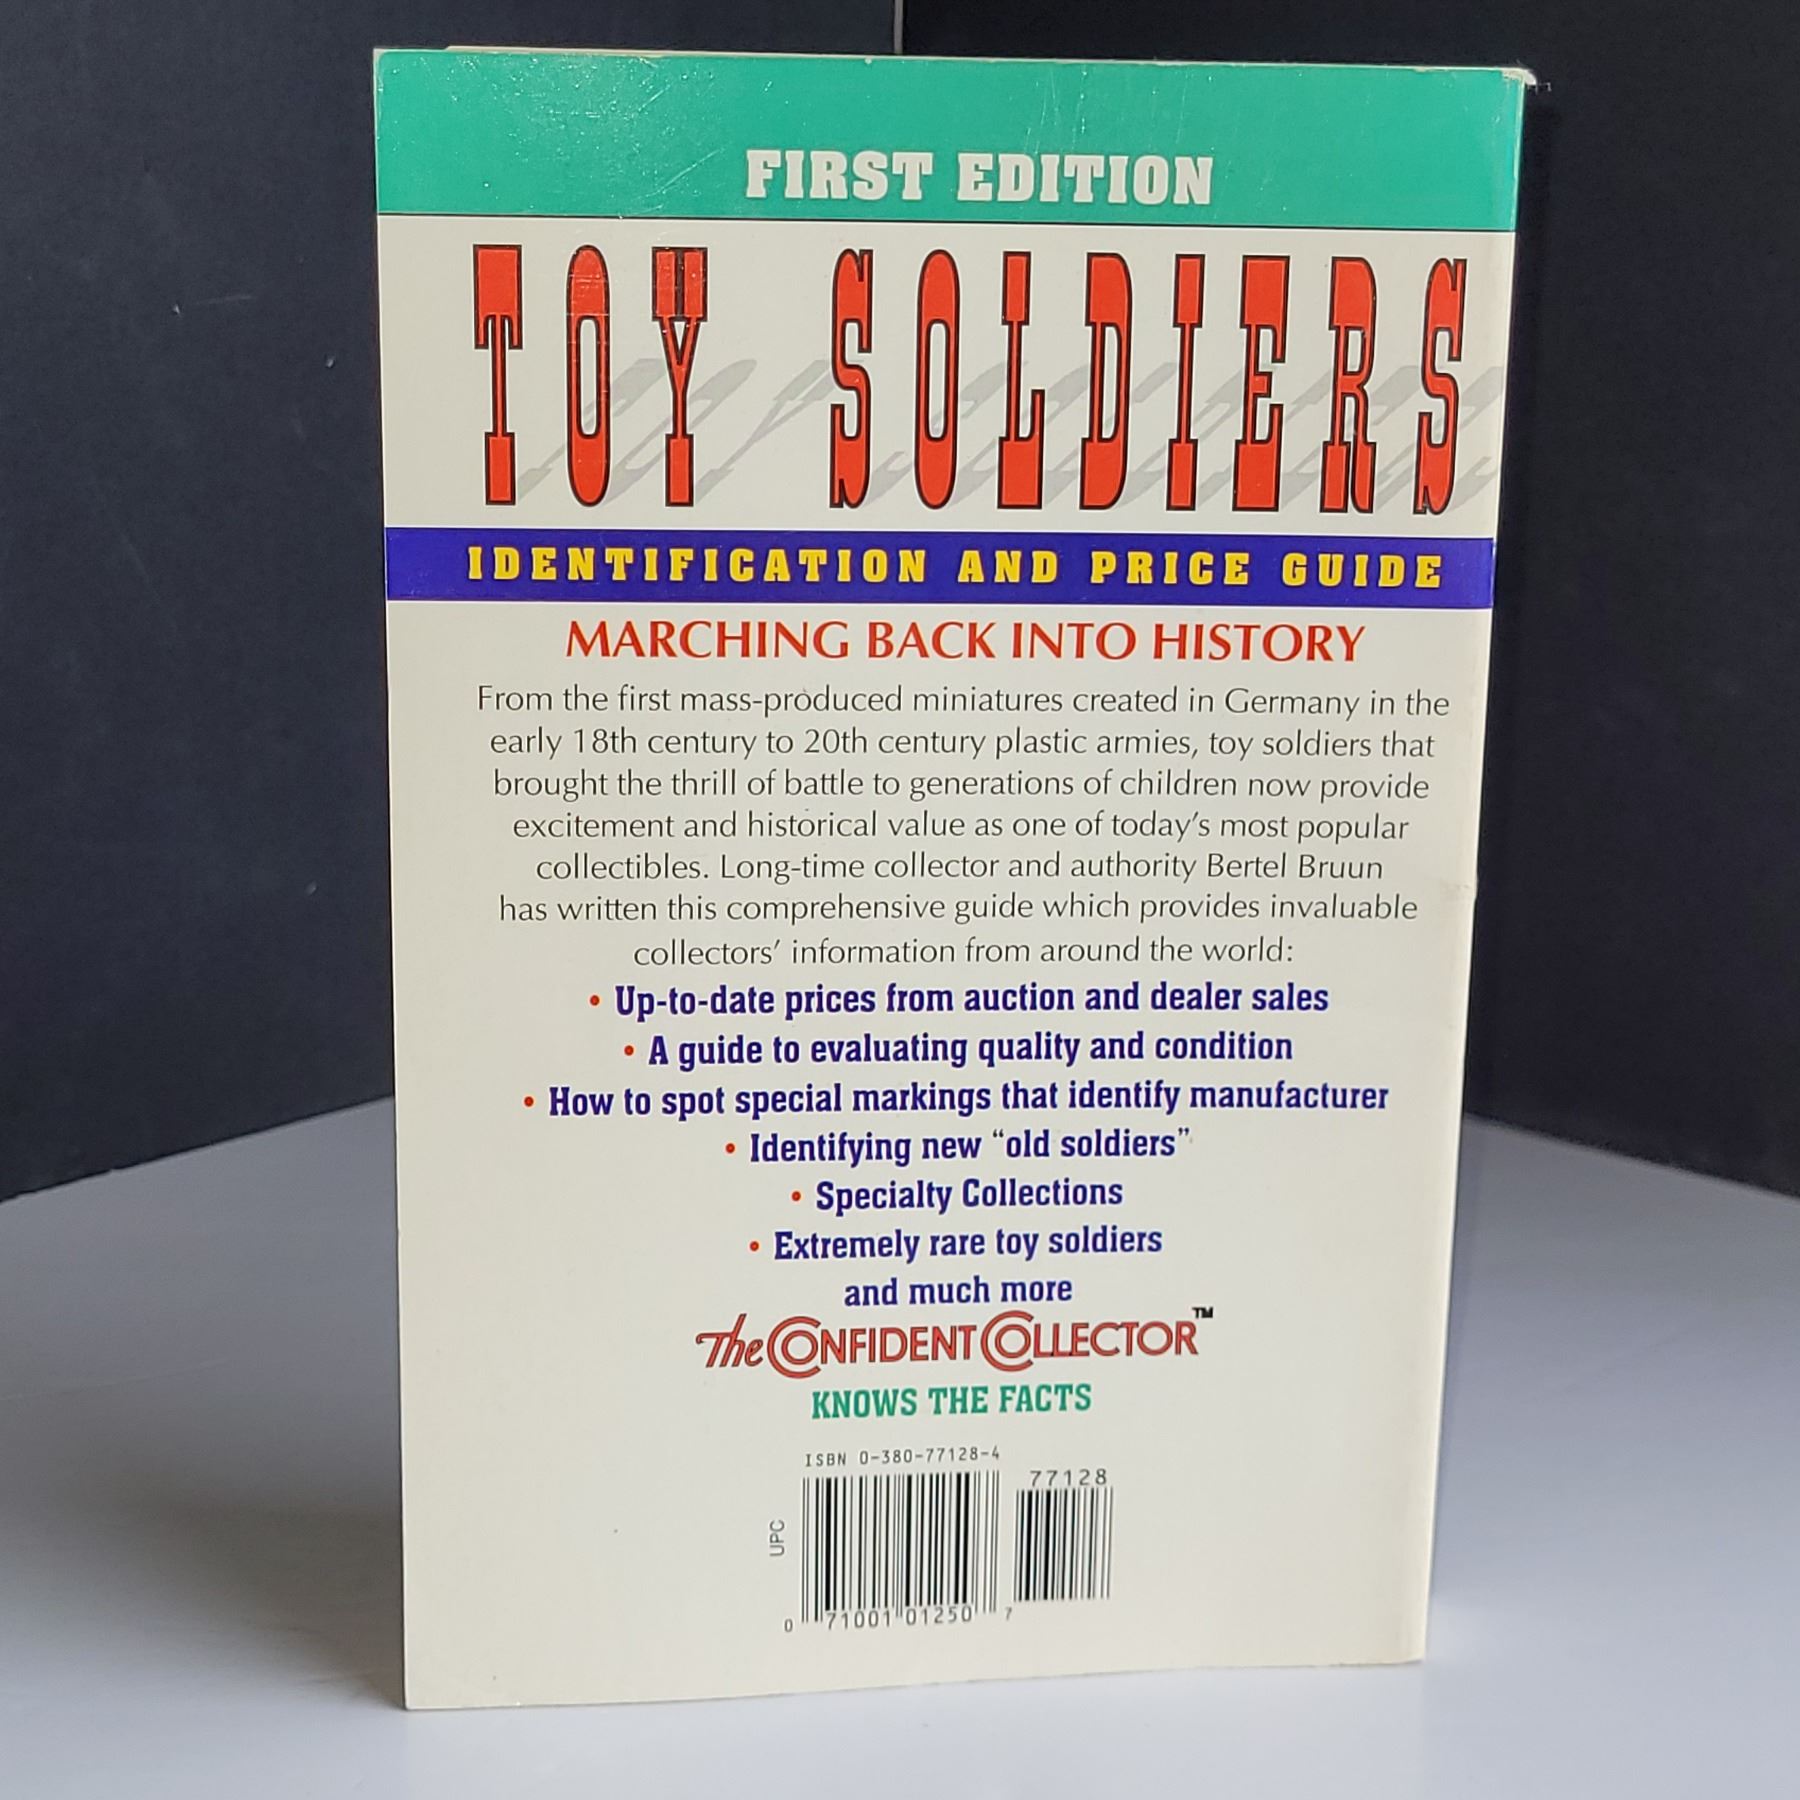 FIRST EDITION
TOY SOLDIERS
IDENTIFICATION AND PRICE GUIDE
MARCHING BACK INTO HISTORY
From the first mass-produced miniatures created in Germany in the
early 18th century to 20th century plastic armies, toy soldiers that
brought the thrill of battle to generations of children now provide
excitement and historical value as one of today's most popular
collectibles. Long-time collector and authority Bertel Bruun
has written this comprehensive guide which provides invaluable
collectors' information from around the world:
• Up-to-date prices from auction and dealer sales
• A guide to evaluating quality and condition
• How to spot special markings that identify manufacturer
• Identifying new “old soldiers”
• Specialty Collections
• Extremely rare toy soldiers
and much more
The CONFIDENT COLLECTOR™
KNOWS THE FACTS
ISBN 0-380-77128-4
77128
UPC
0 71001 01250 7